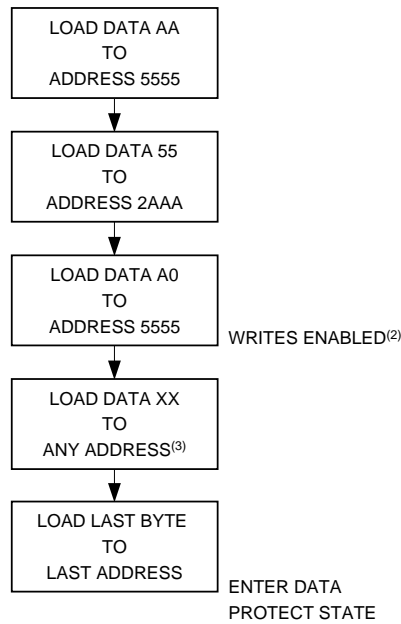 LOAD DATA AA
TO
ADDRESS 5555
LOAD DATA 55
TO
ADDRESS 2AAA
LOAD DATA A0
TO
ADDRESS 5555
WRITES ENABLED(2)
LOAD DATA XX
TO
ANY ADDRESS(3)
LOAD LAST BYTE
TO
LAST ADDRESS
ENTER DATA
PROTECT STATE